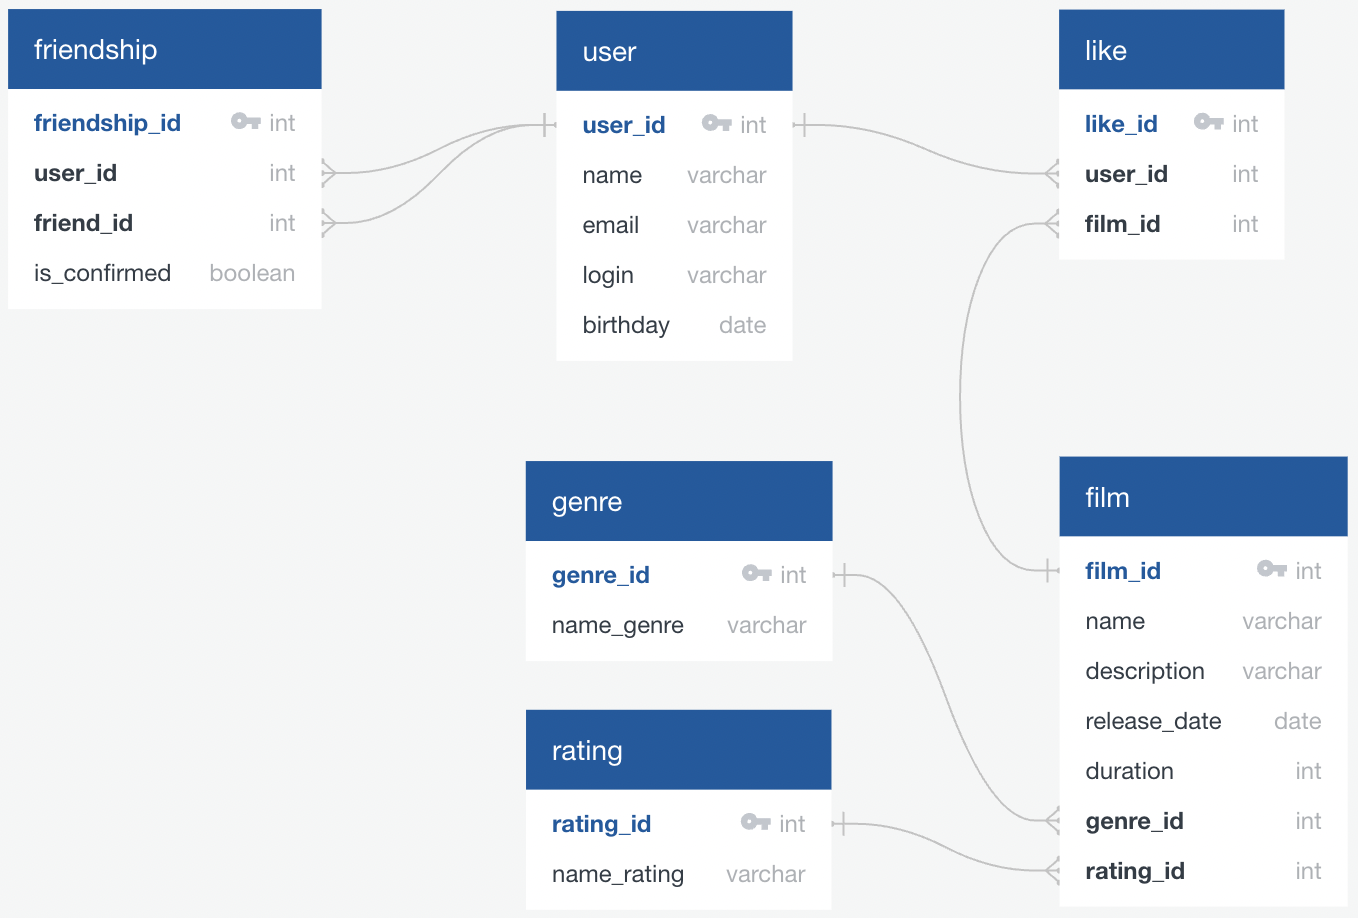 friendship
friendship_id int
user_id int
friend_id int
is_confirmed boolean
user
user_id int
name varchar
email varchar
login varchar
birthday date
like
like_id int
user_id int
film_id int
genre
genre_id int
name_genre varchar
rating
rating_id int
name_rating varchar
film
film_id int
name varchar
description varchar
release_date date
duration int
genre_id int
rating_id int